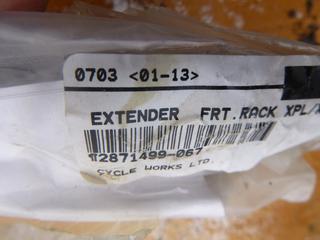 0703 <01-13>
EXTENDER FRT.RACK XPL/X
2871499-067
CYCLE WORKS LTD.